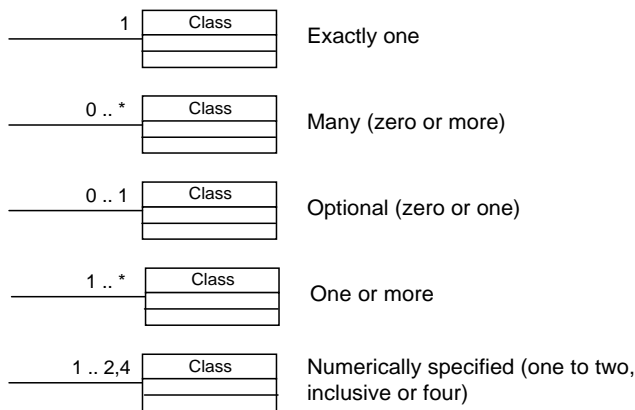 1
Class
Exactly one
0 .. *
Class
Many (zero or more)
0 .. 1
Class
Optional (zero or one)
1 .. *
Class
One or more
1 .. 2,4
Class
Numerically specified (one to two,
inclusive or four)